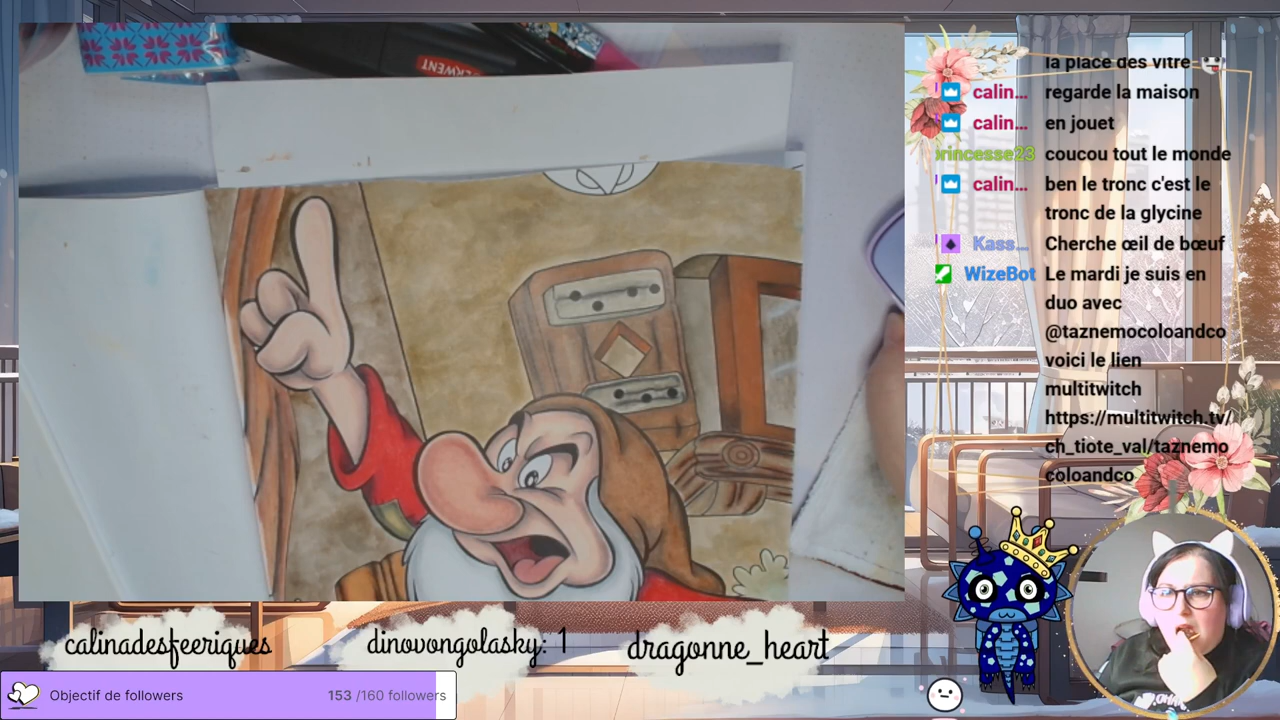 DERWENT
la place des vitre
calin... regarde la maison
calin... en jouet
princesse23 coucou tout le monde
calin... ben le tronc c'est le
tronc de la glycine
Kass... Cherche œil de bœuf
WizeBot Le mardi je suis en
duo avec
@taznemocoloandco
voici le lien
multitwitch
https://multitwitch.tv/
ch_tiote_val/taznemo
coloandco
calinadesfeeriques
dinovongolasky: 1
dragonne_heart
Objectif de followers 153 /160 followers